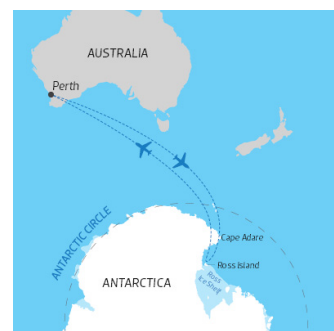 AUSTRALIA
Perth
Cape Adare
Ross Island
Ross
Ice Shelf
ANTARCTIC CIRCLE
ANTARCTICA